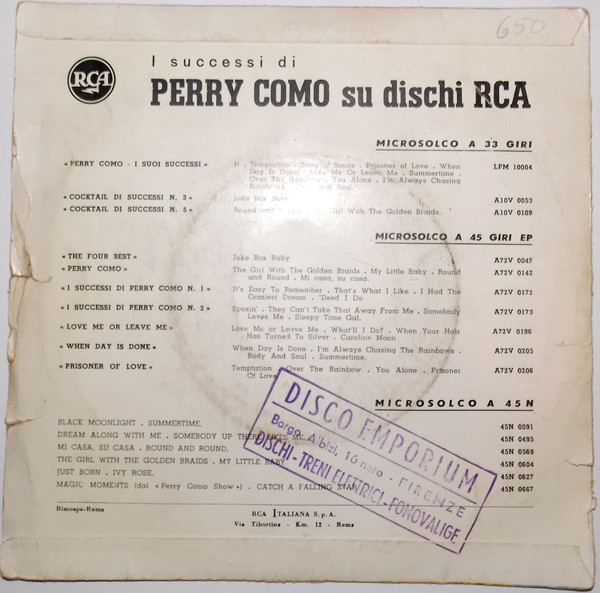 650
RCA
I successi di
PERRY COMO su dischi RCA
MICROSOLCO A 33 GIRI
« PERRY COMO - I SUOI SUCCESSI » If . Temptation . Song of Songs . Prisoner of Love . When LPM 10004
Day Is Done . Love Me Or Leave Me . Summertime .
Over The Rainbow . You Alone . I'm Always Chasing
Rainbows . and Soul.
« COCKTAIL DI SUCCESSI N. 3 » Juke Box Baby A10V 0053
« COCKTAIL DI SUCCESSI N. 5 » Round and Girl With The Golden Braids. A10V 0109
MICROSOLCO A 45 GIRI EP
« THE FOUR BEST » Juke Box Baby A72V 0047
« PERRY COMO » The Girl With The Golden Braids . My Little Baby . Round A72V 0142
und Round . Mi casa, su casa.
« I SUCCESSI DI PERRY COMO N. 1 » It's Easy To Remember . That's What I Like . I Had The A72V 0172
Craziest Dream . 'Deed I Do
« I SUCCESSI DI PERRY COMO N. 2 » Sposin' . They Can't Take That Away From Me . Somebody A72V 0173
Loves Me . Sleepy Time Gal.
« LOVE ME OR LEAVE ME » Love Me or Leave Me . What'll I Do? . When Your Hair A72V 0196
Has Turned To Silver . Caroline Moon
« WHEN DAY IS DONE » When Day Is Done . I'm Always Chasing The Rainbows . A72V 0205
Body And Soul . Summertime.
« PRISONER OF LOVE » Temptation . Over The Rainbow . You Alone . Prisoner A72V 0206
Of Love
MICROSOLCO A 45 N
BLACK MOONLIGHT . SUMMERTIME. 45N 0091
DREAM ALONG WITH ME . SOMEBODY UP THERE LIKES ME. 45N 0495
MI CASA, SU CASA . ROUND AND ROUND. 45N 0569
THE GIRL WITH THE GOLDEN BRAIDS . MY LITTLE BABY 45N 0604
JUST BORN . IVY ROSE. 45N 0627
MAGIC MOMENTS (dal « Perry Como Show ») . CATCH A FALLING STAR. 45N 0667
DISCO EMPORIUM
Borgo Albizi, 16 nero - FIRENZE
DISCHI-TRENI ELETTRICI-FONOVALIGE
Bimospa-Roma
RCA ITALIANA S.p.A.
Via Tiburtina - Km. 12 - Roma